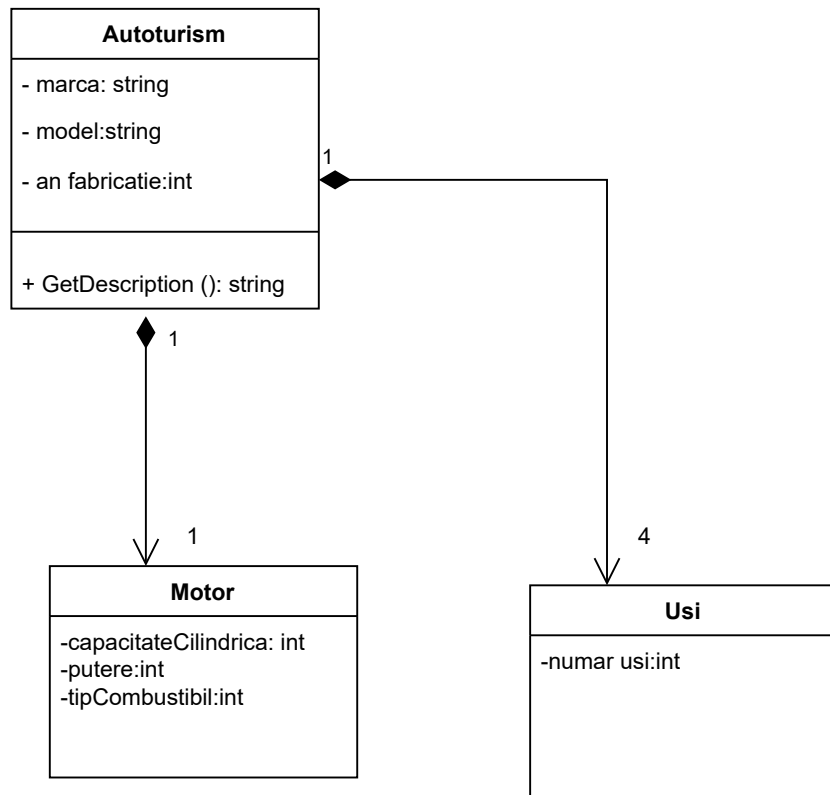 Autoturism
- marca: string
- model:string
- an fabricatie:int
1
+ GetDescription (): string
1
1
4
Motor
-capacitateCilindrica: int
-putere:int
-tipCombustibil:int
Usi
-numar usi:int